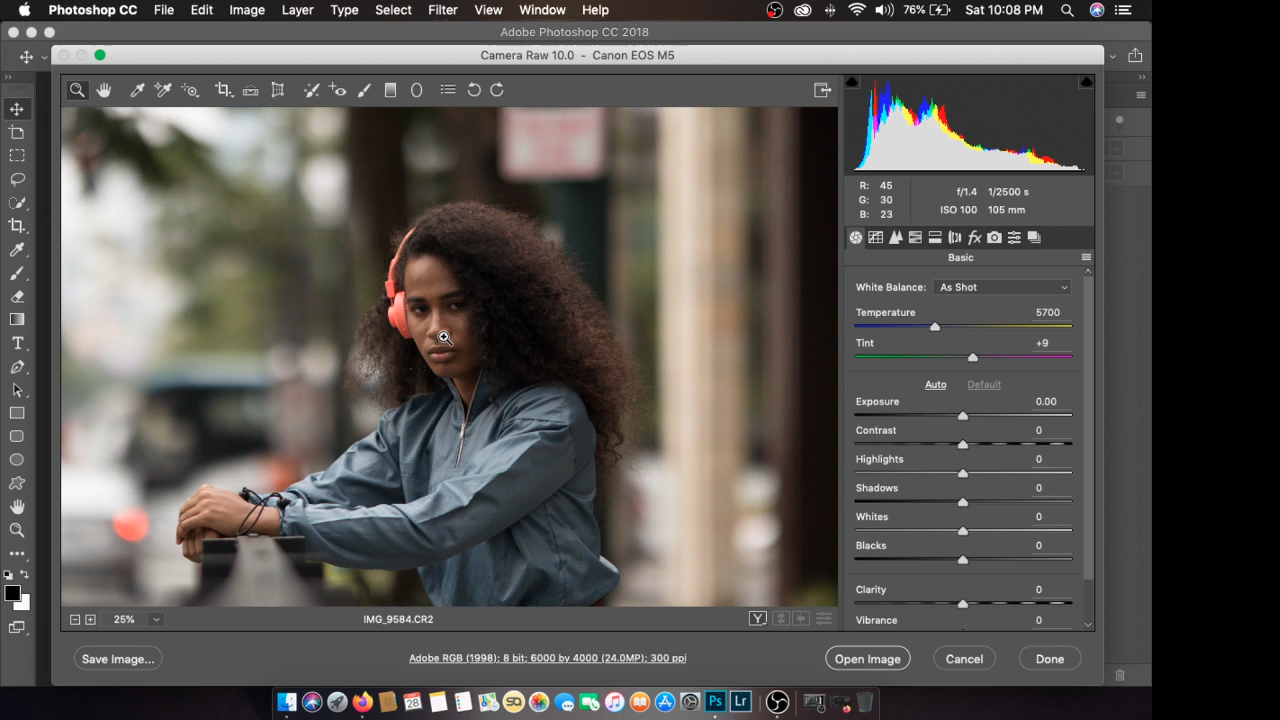 Photoshop CC File Edit Image Layer Type Select Filter View Window Help 76% Sat 10:08 PM
Adobe Photoshop CC 2018
Camera Raw 10.0 - Canon EOS M5
R: 45
G: 30
B: 23
f/1.4 1/2500 s
ISO 100 105 mm
fx
Basic
White Balance: As Shot
Temperature 5700
Tint +9
Auto Default
Exposure 0.00
Contrast 0
Highlights 0
Shadows 0
Whites 0
Blacks 0
Clarity 0
Vibrance 0
T
25% IMG_9584.CR2 Y
Save Image... Adobe RGB (1998); 8 bit; 6000 by 4000 (24.0MP); 300 ppi Open Image Cancel Done
28 SQ Ps Lr